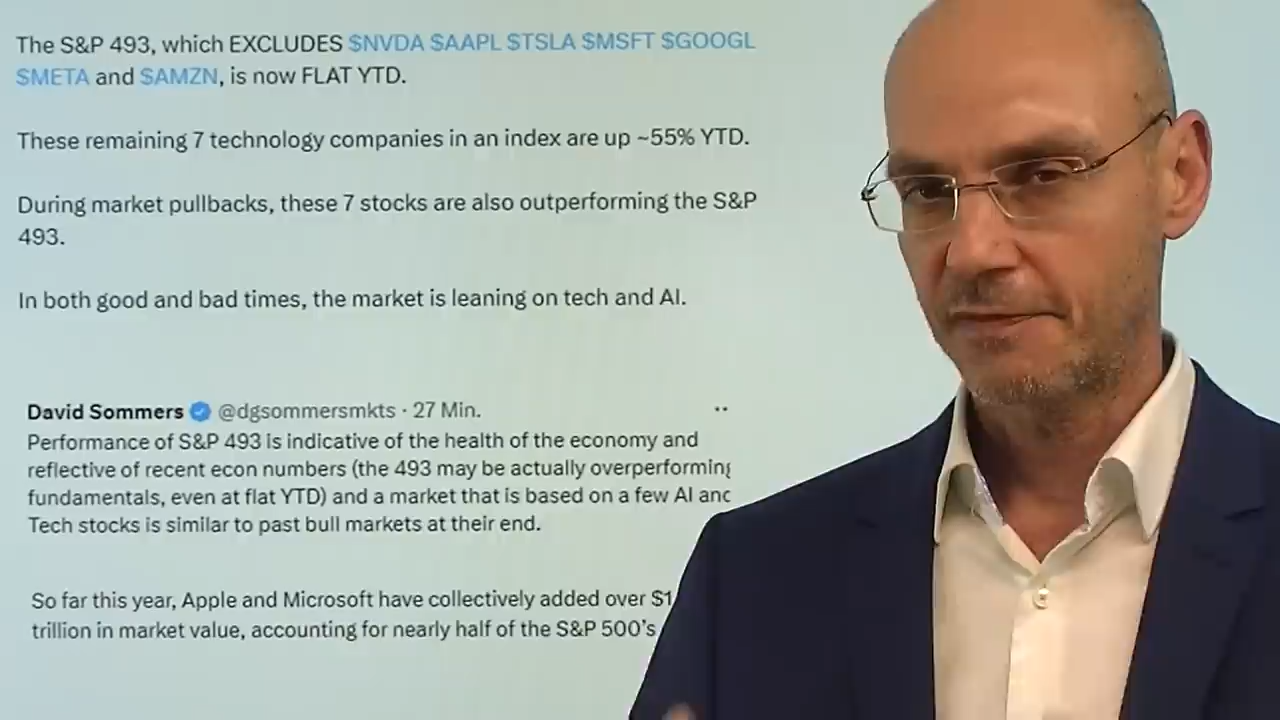 The S&P 493, which EXCLUDES $NVDA $AAPL $TSLA $MSFT $GOOGL
$META and $AMZN, is now FLAT YTD.
These remaining 7 technology companies in an index are up ~55% YTD.
During market pullbacks, these 7 stocks are also outperforming the S&P
493.
In both good and bad times, the market is leaning on tech and AI.
David Sommers @dgsommersmkts · 27 Min.
Performance of S&P 493 is indicative of the health of the economy and
reflective of recent econ numbers (the 493 may be actually overperforming
fundamentals, even at flat YTD) and a market that is based on a few AI and
Tech stocks is similar to past bull markets at their end.
So far this year, Apple and Microsoft have collectively added over $1
trillion in market value, accounting for nearly half of the S&P 500's